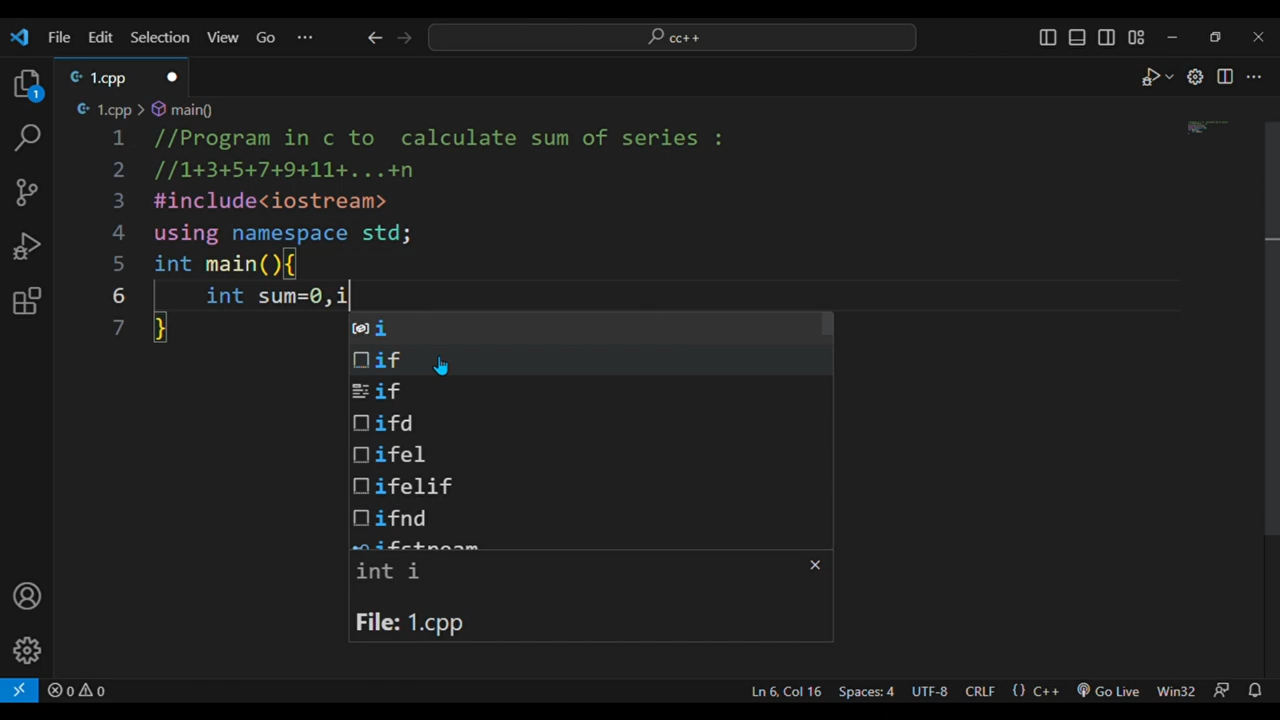 File Edit Selection View Go ··· cc++
1.cpp
1.cpp > main()
1 //Program in c to calculate sum of series :
2 //1+3+5+7+9+11+...+n
3 #include<iostream>
4 using namespace std;
5 int main(){
6 int sum=0,i
7 }
i
if
if
ifd
ifel
ifelif
ifnd
ifstream
int i
File: 1.cpp
1
0 0 Ln 6, Col 16 Spaces: 4 UTF-8 CRLF {} C++ Go Live Win32